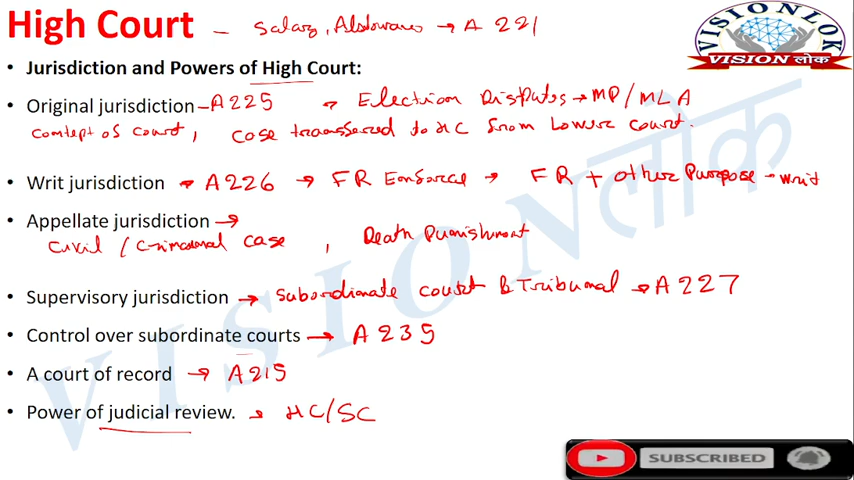 High Court - Salary, Allowances → A 221
VISIONLOK
VISION लोक
• Jurisdiction and Powers of High Court:
• Original jurisdiction - A225 → Election Disputes → MP/MLA
Comtept of court, case transferred to HC from Lower court.
• Writ jurisdiction → A226 → FR Enforce → FR + other Purpose → writ
• Appellate jurisdiction →
Civil / Criminal case, Death Punishment
• Supervisory jurisdiction → subordinate court & Tribunal → A227
• Control over subordinate courts → A 235
• A court of record → A215
• Power of judicial review. → HC/SC
VISION लोक
SUBSCRIBED